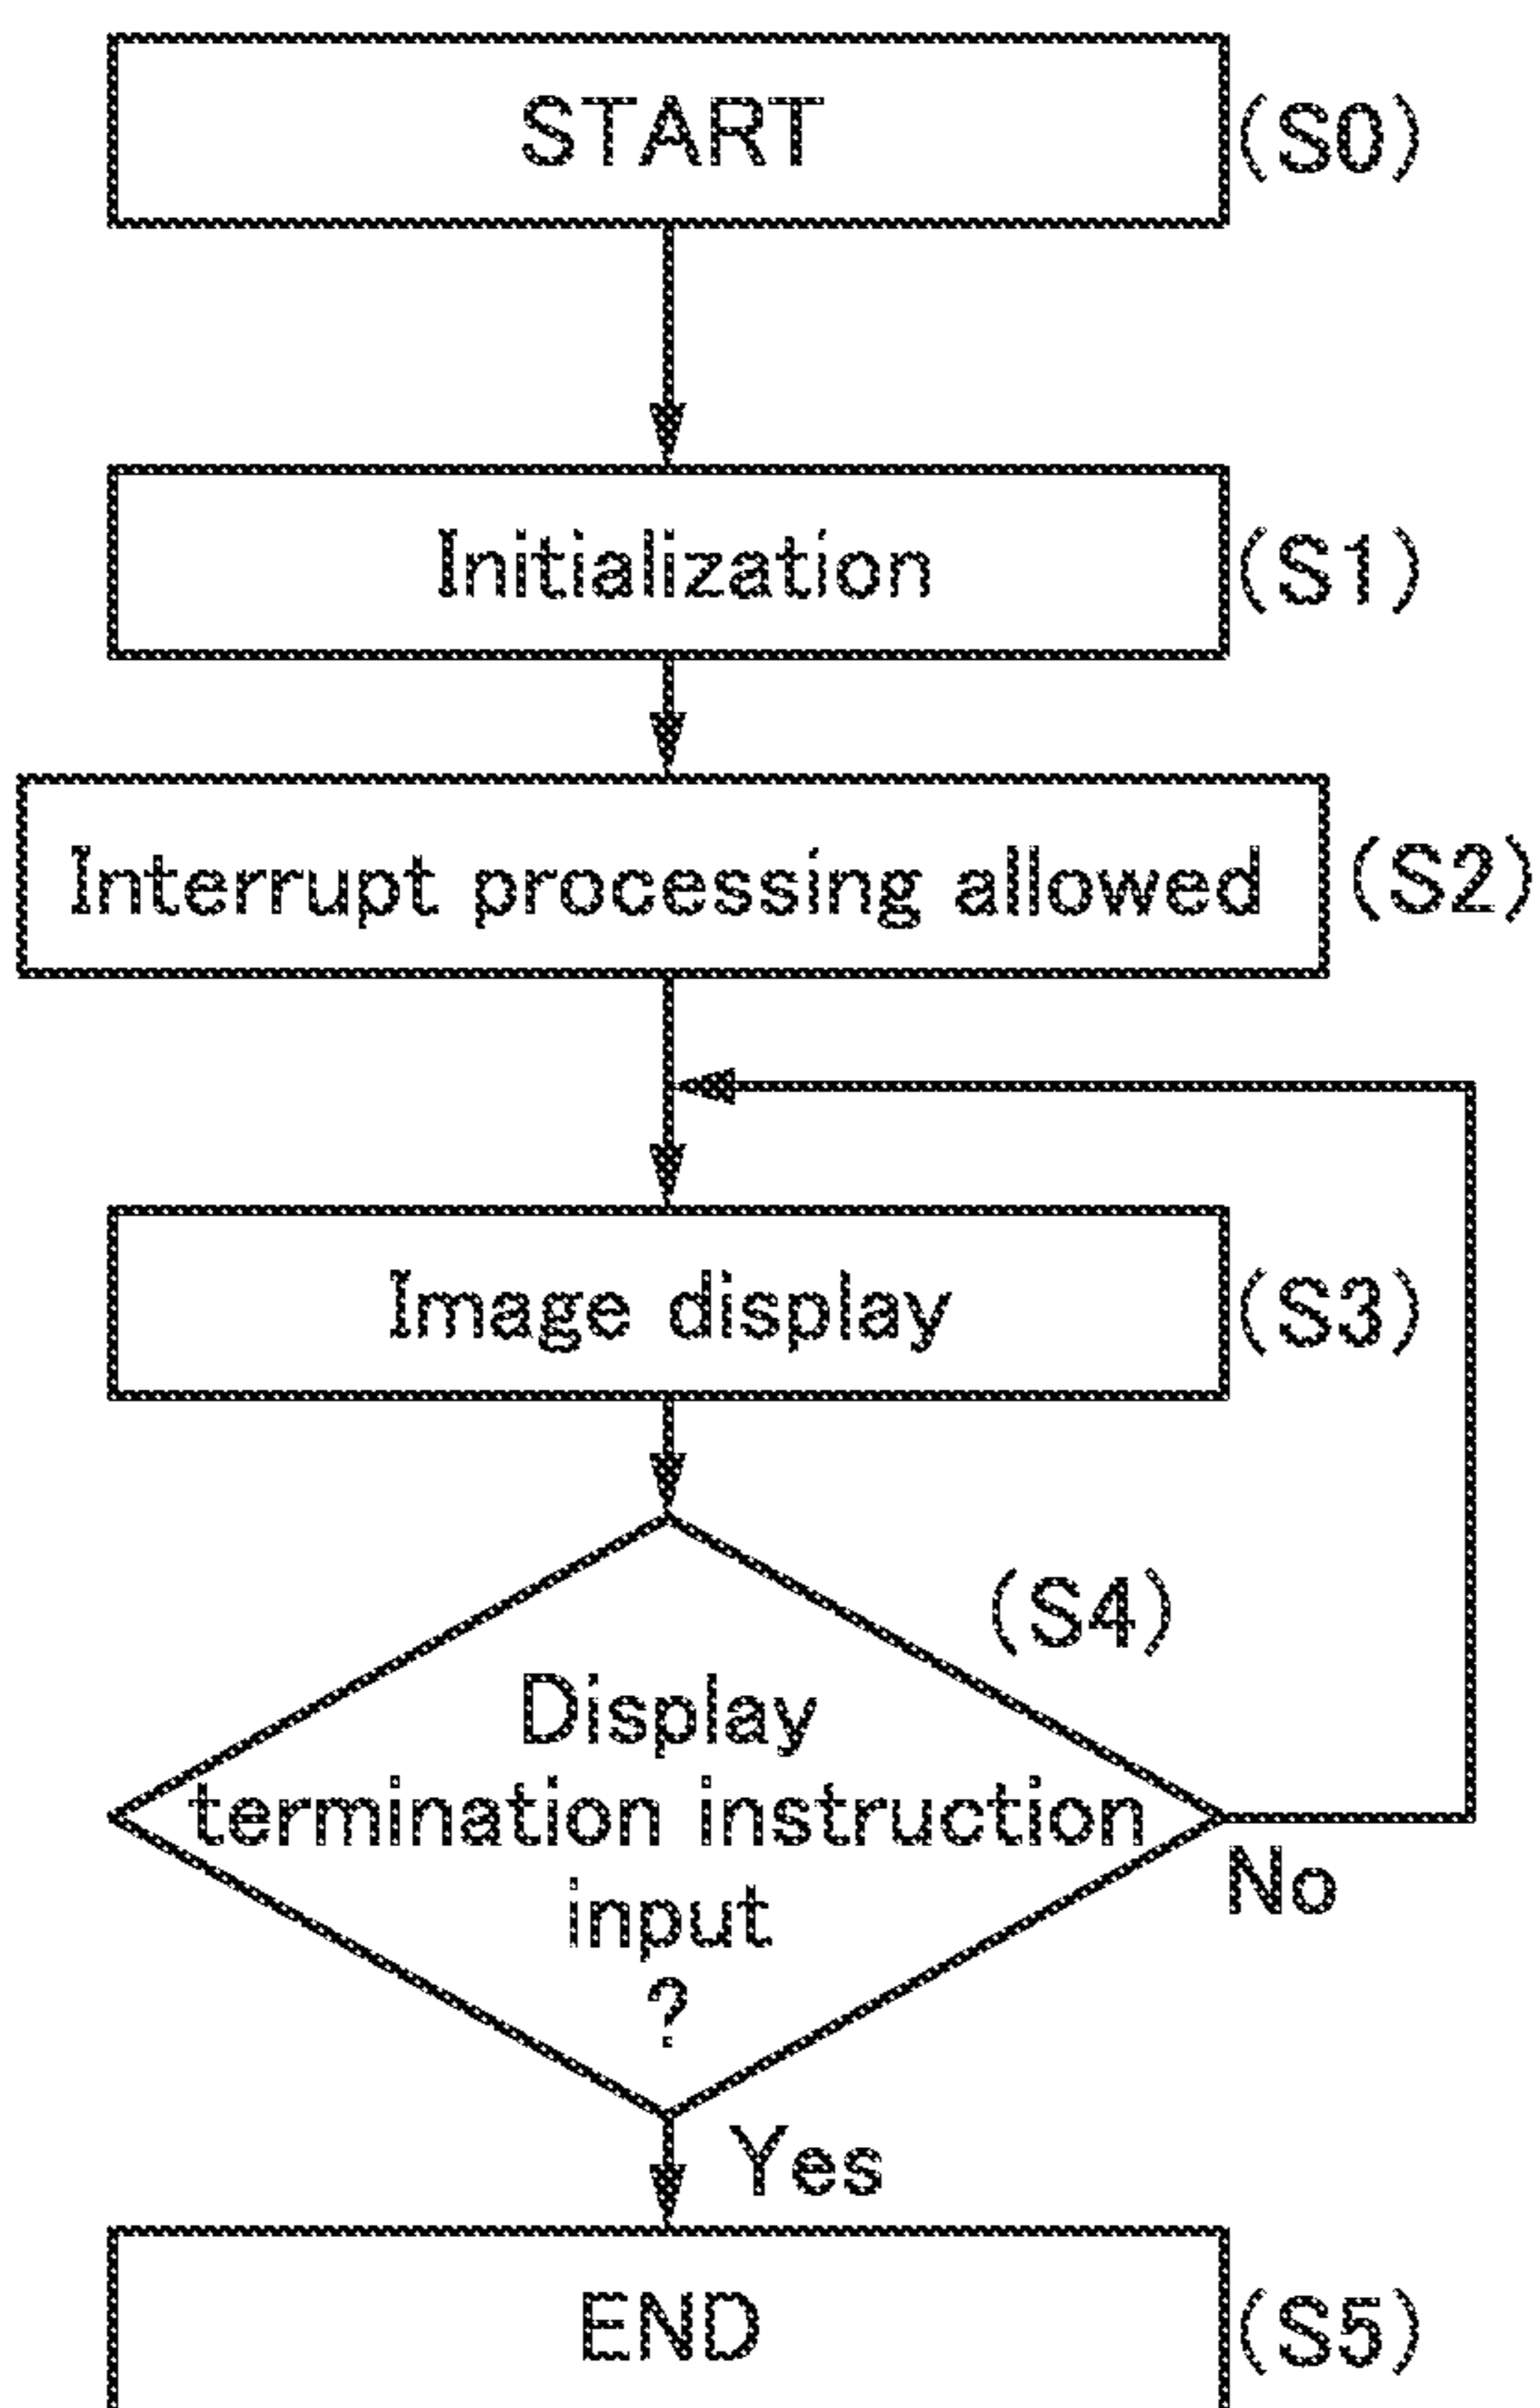 START (S0)
Initialization (S1)
Interrupt processing allowed (S2)
Image display (S3)
(S4)
Display
termination instruction
input
?
No
Yes
END (S5)